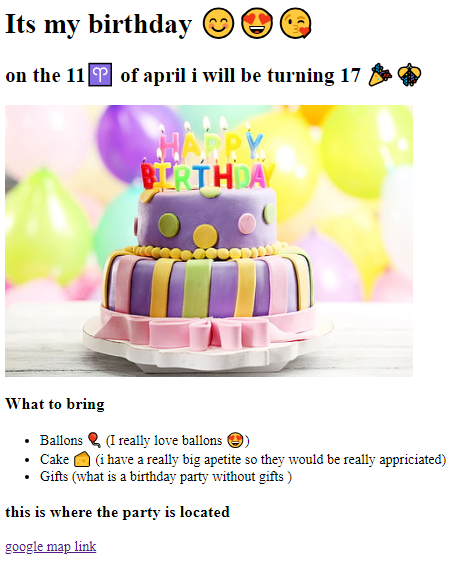 Its my birthday 😊😍😘
on the 11♈ of april i will be turning 17 🎉🪅
HAPPY
BIRTHDAY
What to bring
Ballons 🎈 (I really love ballons 😍)
Cake 🧀 (i have a really big apetite so they would be really appriciated)
Gifts (what is a birthday party without gifts )
this is where the party is located
google map link